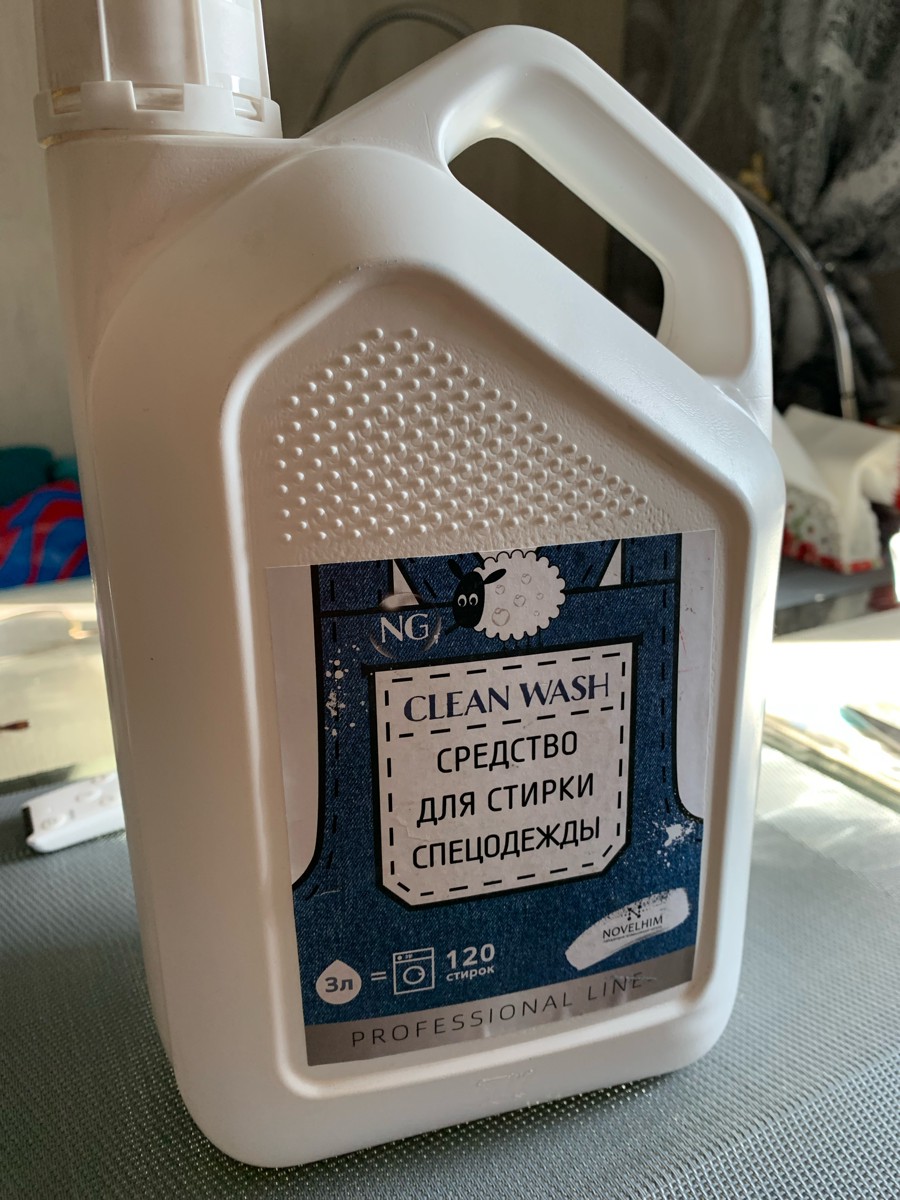 NG
CLEAN WASH
СРЕДСТВО
ДЛЯ СТИРКИ
СПЕЦОДЕЖДЫ
NOVELHIM
3л = 120
стирок
PROFESSIONAL LINE